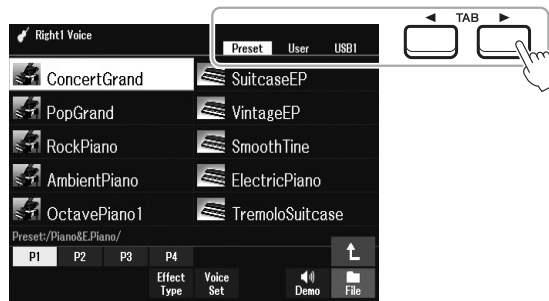 Right1 Voice
Preset User USB1
◄ TAB ►
ConcertGrand SuitcaseEP
PopGrand VintageEP
RockPiano SmoothTine
AmbientPiano ElectricPiano
OctavePiano1 TremoloSuitcase
Preset:/Piano&E.Piano/
P1 P2 P3 P4
Effect Type
Voice Set
Demo
File